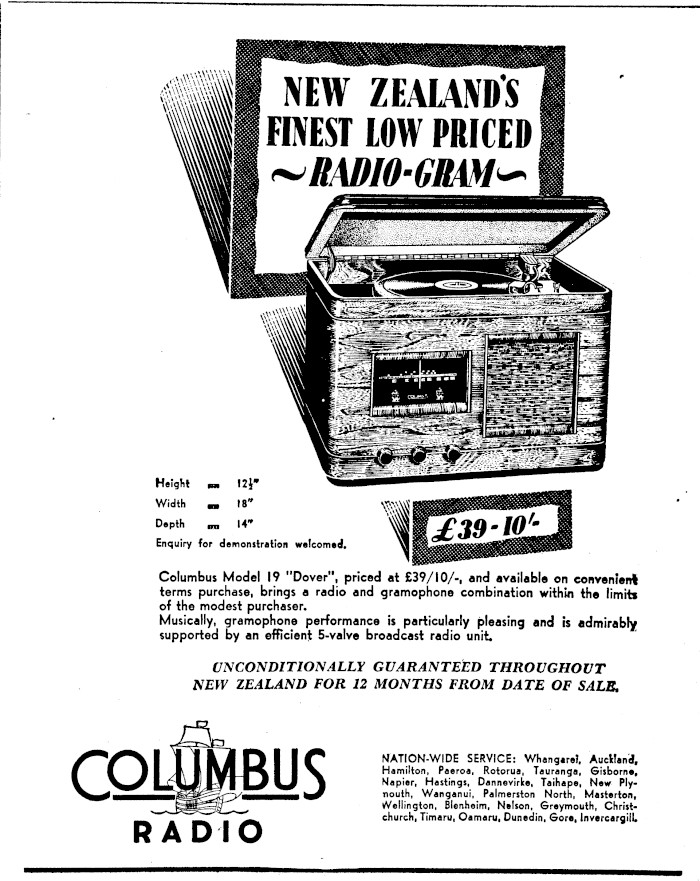 NEW ZEALAND'S
FINEST LOW PRICED
~RADIO-GRAM~
Height 12½"
Width 18"
Depth 14"
Enquiry for demonstration welcomed.
£39-10/-
Columbus Model 19 "Dover", priced at £39/10/-, and available on convenient
terms purchase, brings a radio and gramophone combination within the limits
of the modest purchaser.
Musically, gramophone performance is particularly pleasing and is admirably
supported by an efficient 5-valve broadcast radio unit.
UNCONDITIONALLY GUARANTEED THROUGHOUT
NEW ZEALAND FOR 12 MONTHS FROM DATE OF SALE.
COLUMBUS
RADIO
NATION-WIDE SERVICE: Whangarei, Auckland,
Hamilton, Paeroa, Rotorua, Tauranga, Gisborne,
Napier, Hastings, Dannevirke, Taihape, New Ply-
nouth, Wanganui, Palmerston North, Masterton,
Wellington, Blenheim, Nelson, Greymouth, Christ-
church, Timaru, Oamaru, Dunedin, Gore, Invercargill.